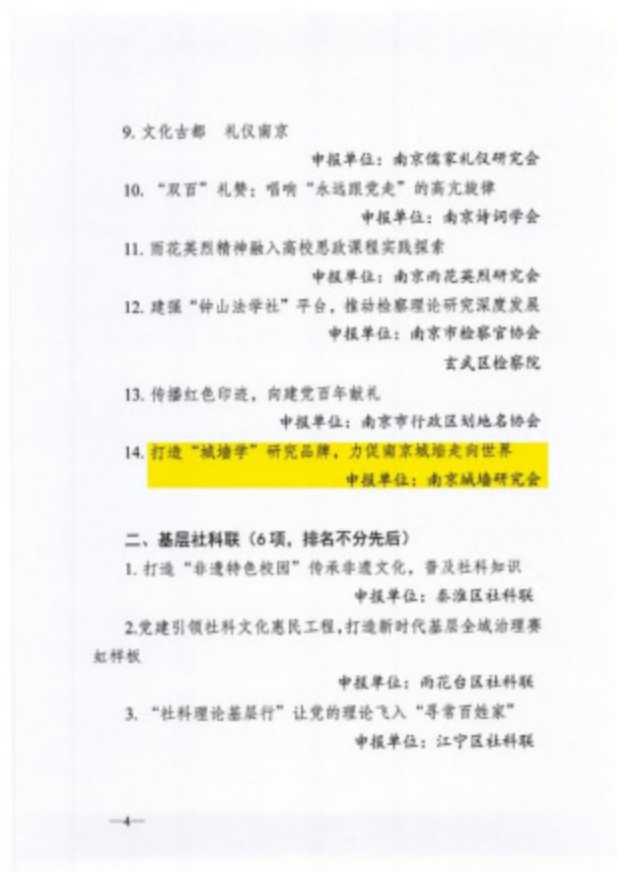 9. 文化古都 礼仪南京
申报单位：南京儒家礼仪研究会
10. “双百”礼赞：唱响“永远跟党走”的高亢旋律
申报单位：南京诗词学会
11. 雨花英烈精神融入高校思政课程实践探索
申报单位：南京雨花英烈研究会
12. 建强“钟山法学社”平台，推动检察理论研究深度发展
申报单位：南京市检察官协会
玄武区检察院
13. 传播红色印迹，向建党百年献礼
申报单位：南京市行政区划地名协会
14. 打造“城墙学”研究品牌，力促南京城墙走向世界
申报单位：南京城墙研究会
二、基层社科联（6 项，排名不分先后）
1. 打造“非遗特色校园”传承非遗文化，普及社科知识
申报单位：秦淮区社科联
2.党建引领社科文化惠民工程,打造新时代基层全域治理赛
虹样板
申报单位：雨花台区社科联
3. “社科理论基层行”让党的理论飞入“寻常百姓家”
申报单位：江宁区社科联
—4—